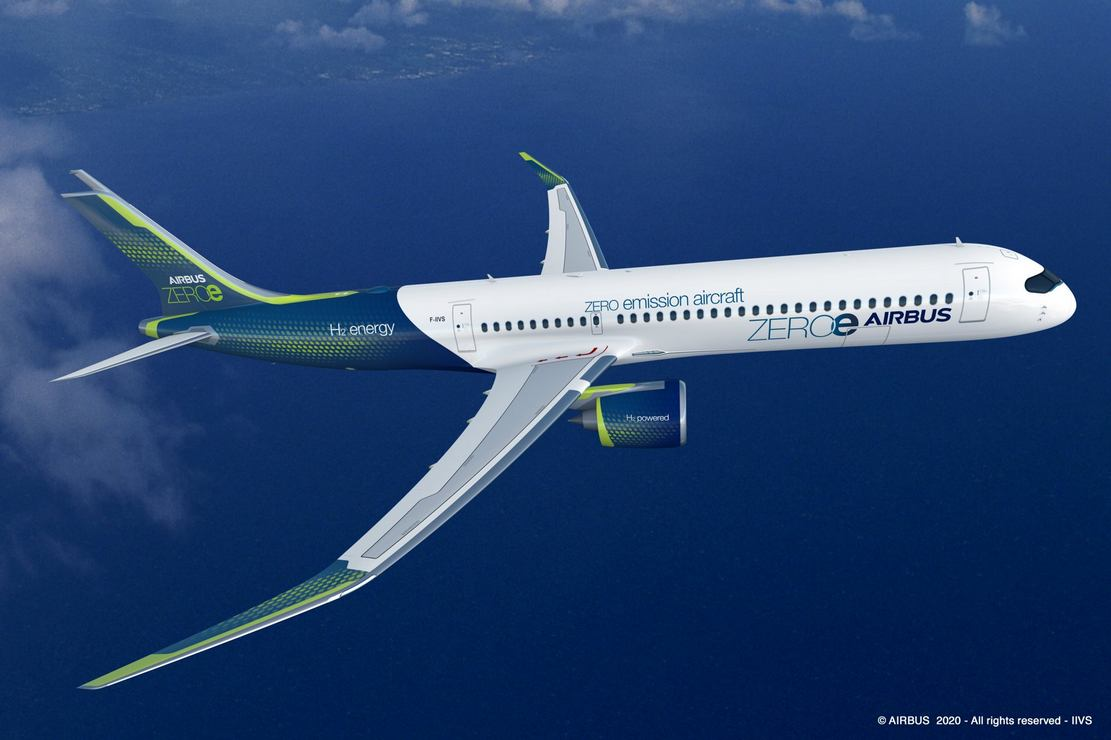 AIRBUS
ZEROe
H₂ energy
F-IIVS
ZERO emission aircraft
ZEROe AIRBUS
H₂ powered
© AIRBUS 2020 - All rights reserved - IIVS